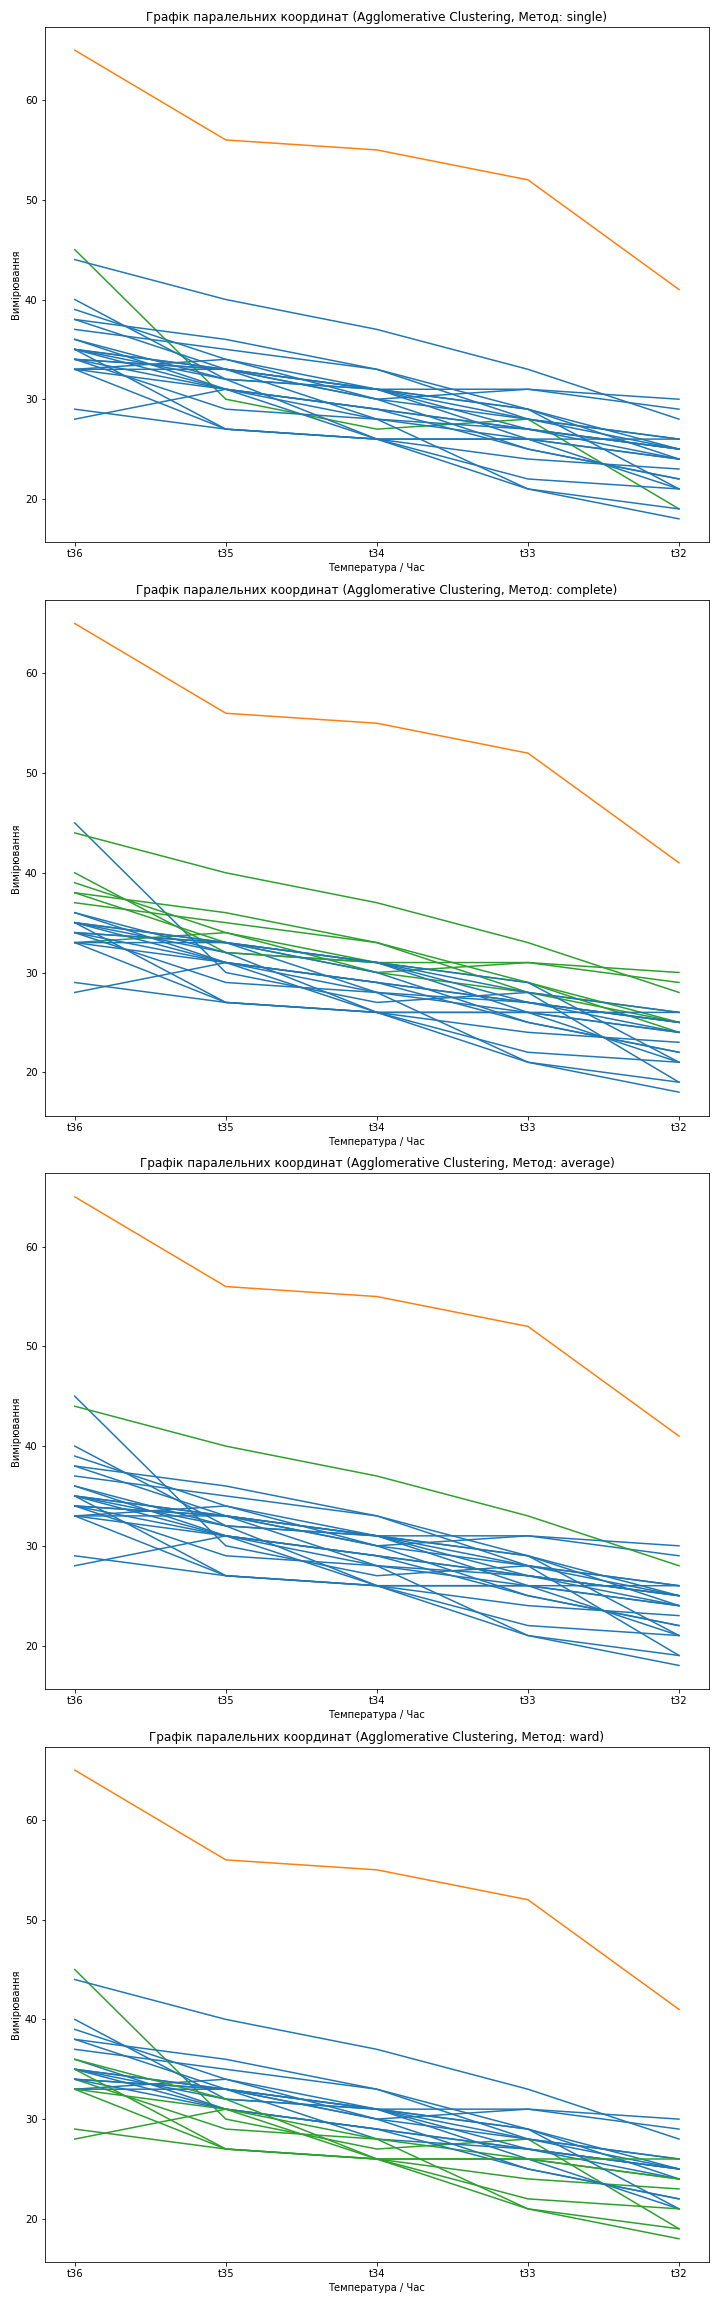 Графік паралельних координат (Agglomerative Clustering, Метод: single)
60
50
40
30
20
Вимірювання
t36 t35 t34 t33 t32
Температура / Час
Графік паралельних координат (Agglomerative Clustering, Метод: complete)
60
50
40
30
20
Вимірювання
t36 t35 t34 t33 t32
Температура / Час
Графік паралельних координат (Agglomerative Clustering, Метод: average)
60
50
40
30
20
Вимірювання
t36 t35 t34 t33 t32
Температура / Час
Графік паралельних координат (Agglomerative Clustering, Метод: ward)
60
50
40
30
20
Вимірювання
t36 t35 t34 t33 t32
Температура / Час